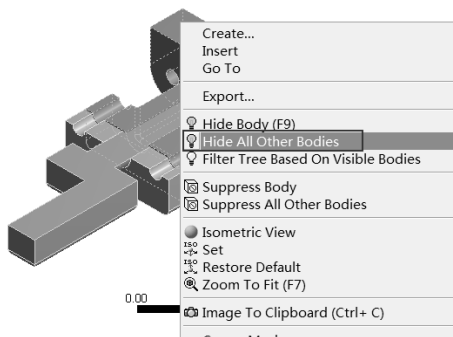 Create...
Insert
Go To
Export...
Hide Body (F9)
Hide All Other Bodies
Filter Tree Based On Visible Bodies
Suppress Body
Suppress All Other Bodies
Isometric View
ISO Set
ISO Restore Default
Zoom To Fit (F7)
0.00
Image To Clipboard (Ctrl+ C)